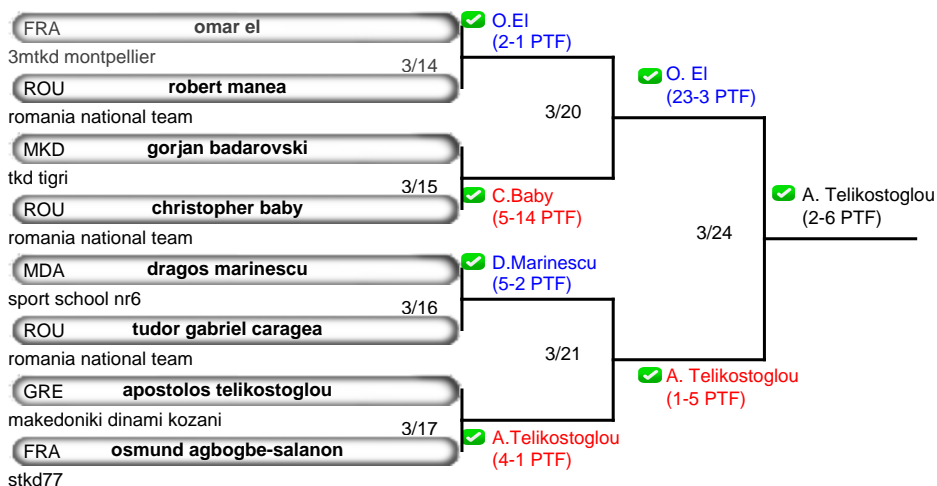 FRA omar el
3mtkd montpellier
3/14
ROU robert manea
romania national team
O.El
(2-1 PTF)
MKD gorjan badarovski
tkd tigri
3/15
ROU christopher baby
romania national team
C.Baby
(5-14 PTF)
3/20
O. El
(23-3 PTF)
MDA dragos marinescu
sport school nr6
3/16
ROU tudor gabriel caragea
romania national team
D.Marinescu
(5-2 PTF)
GRE apostolos telikostoglou
makedoniki dinami kozani
3/17
FRA osmund agbogbe-salanon
stkd77
A.Telikostoglou
(4-1 PTF)
3/21
A. Telikostoglou
(1-5 PTF)
3/24
A. Telikostoglou
(2-6 PTF)